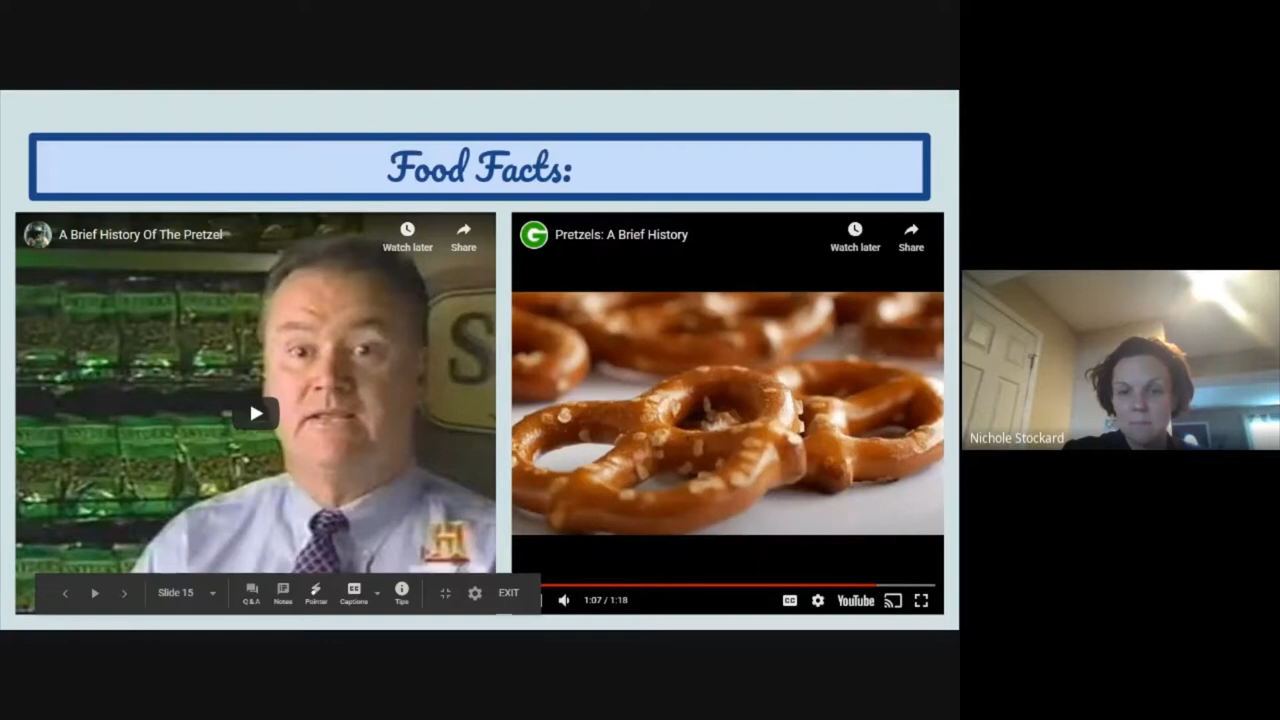 Food Facts:
A Brief History Of The Pretzel
Watch later
Share
Pretzels: A Brief History
Watch later
Share
S
H
Nichole Stockard
Slide 15
Q & A
Notes
Pointer
Captions
Tips
EXIT
1:07 / 1:18
CC
YouTube